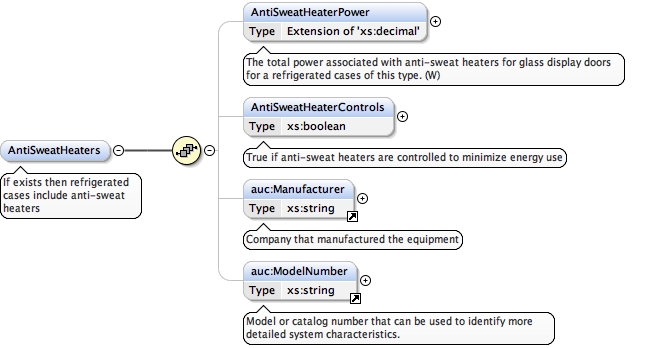 AntiSweatHeaterPower
Type Extension of 'xs:decimal'
The total power associated with anti-sweat heaters for glass display doors
for a refrigerated cases of this type. (W)
AntiSweatHeaterControls
Type xs:boolean
True if anti-sweat heaters are controlled to minimize energy use
AntiSweatHeaters
If exists then refrigerated
cases include anti-sweat
heaters
auc:Manufacturer
Type xs:string
Company that manufactured the equipment
auc:ModelNumber
Type xs:string
Model or catalog number that can be used to identify more
detailed system characteristics.